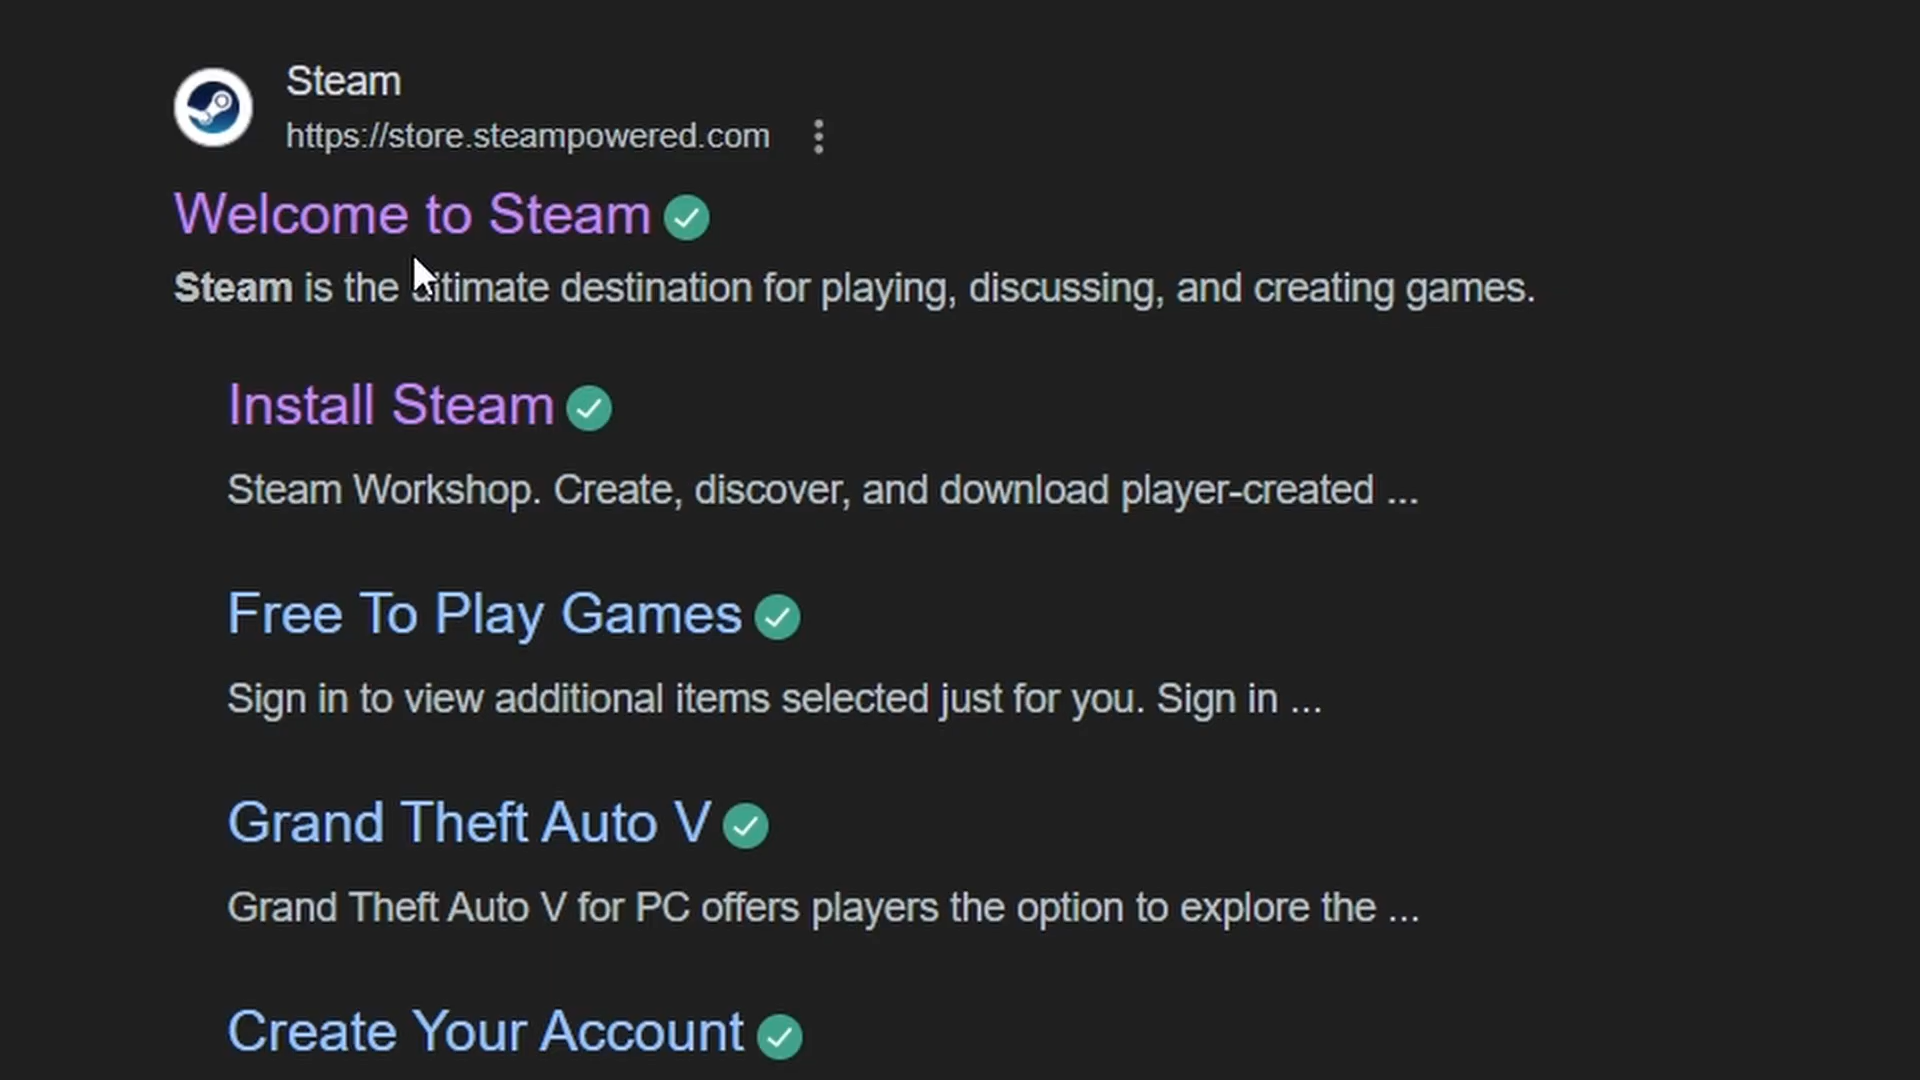 Steam
https://store.steampowered.com
Welcome to Steam
Steam is the ultimate destination for playing, discussing, and creating games.
Install Steam
Steam Workshop. Create, discover, and download player-created ...
Free To Play Games
Sign in to view additional items selected just for you. Sign in ...
Grand Theft Auto V
Grand Theft Auto V for PC offers players the option to explore the ...
Create Your Account